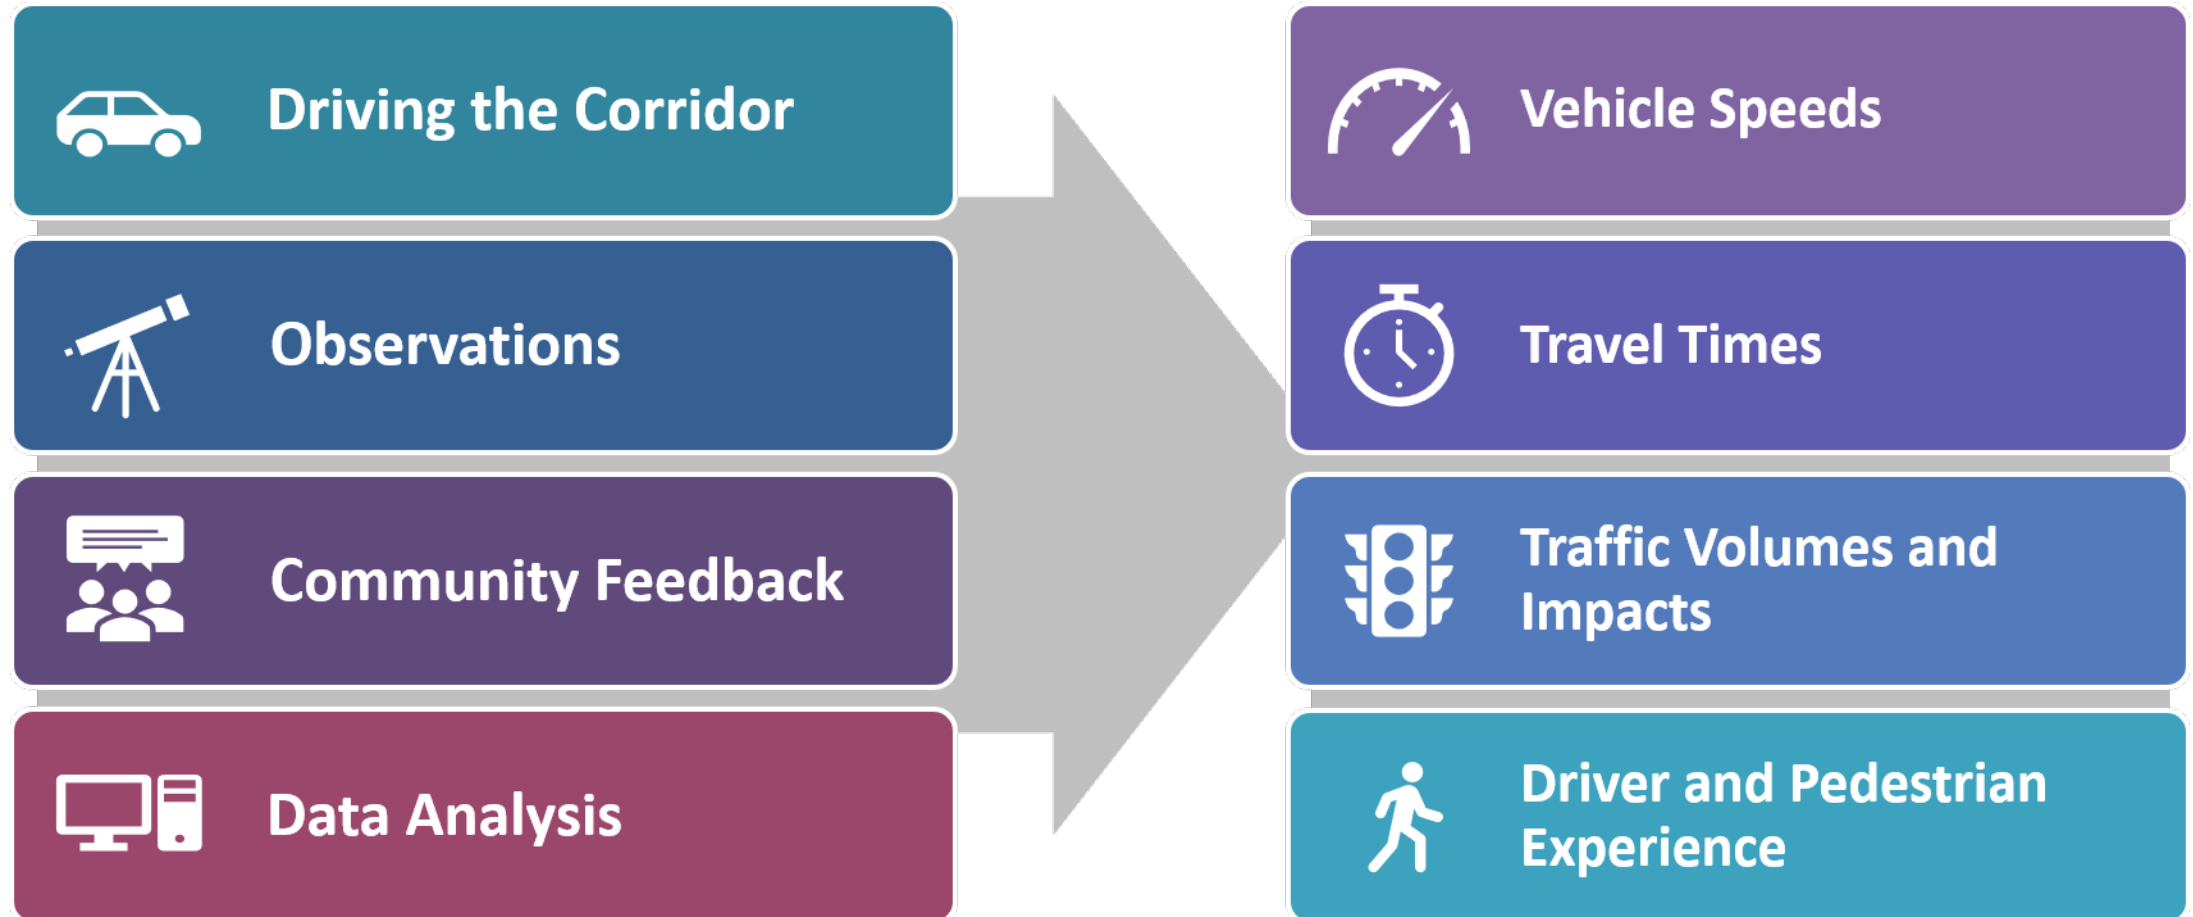 Driving the Corridor
Observations
Community Feedback
Data Analysis
Vehicle Speeds
Travel Times
Traffic Volumes and
Impacts
Driver and Pedestrian
Experience